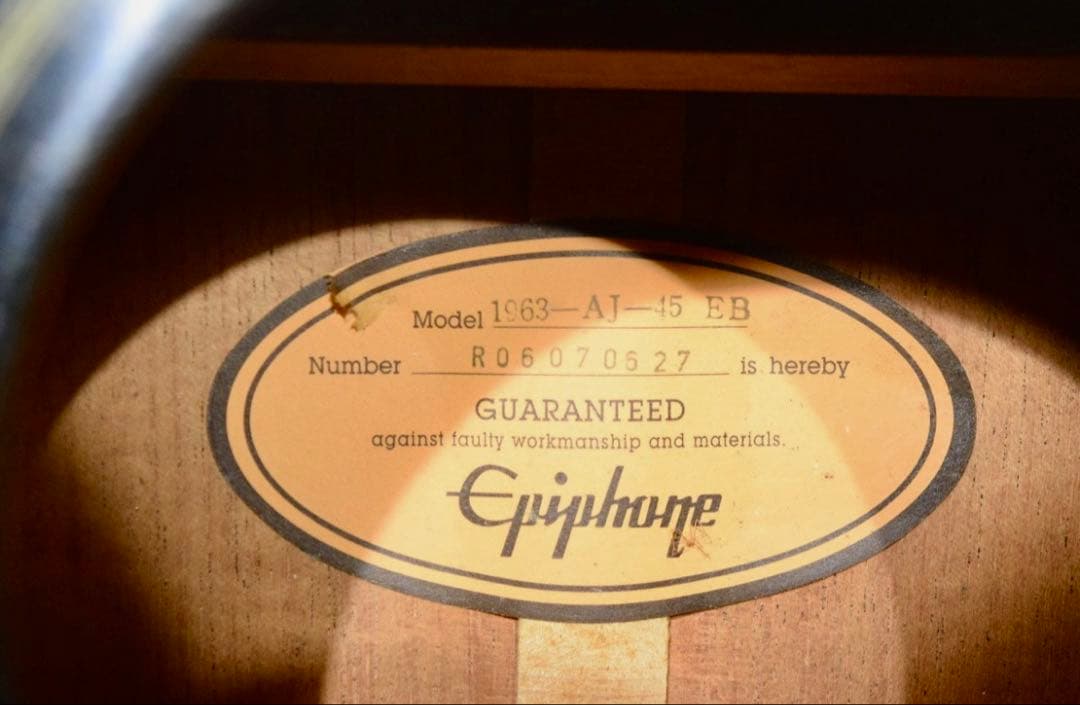 Model 1963-AJ-45 EB
Number R06070627 is hereby
GUARANTEED
against faulty workmanship and materials.
Epiphone